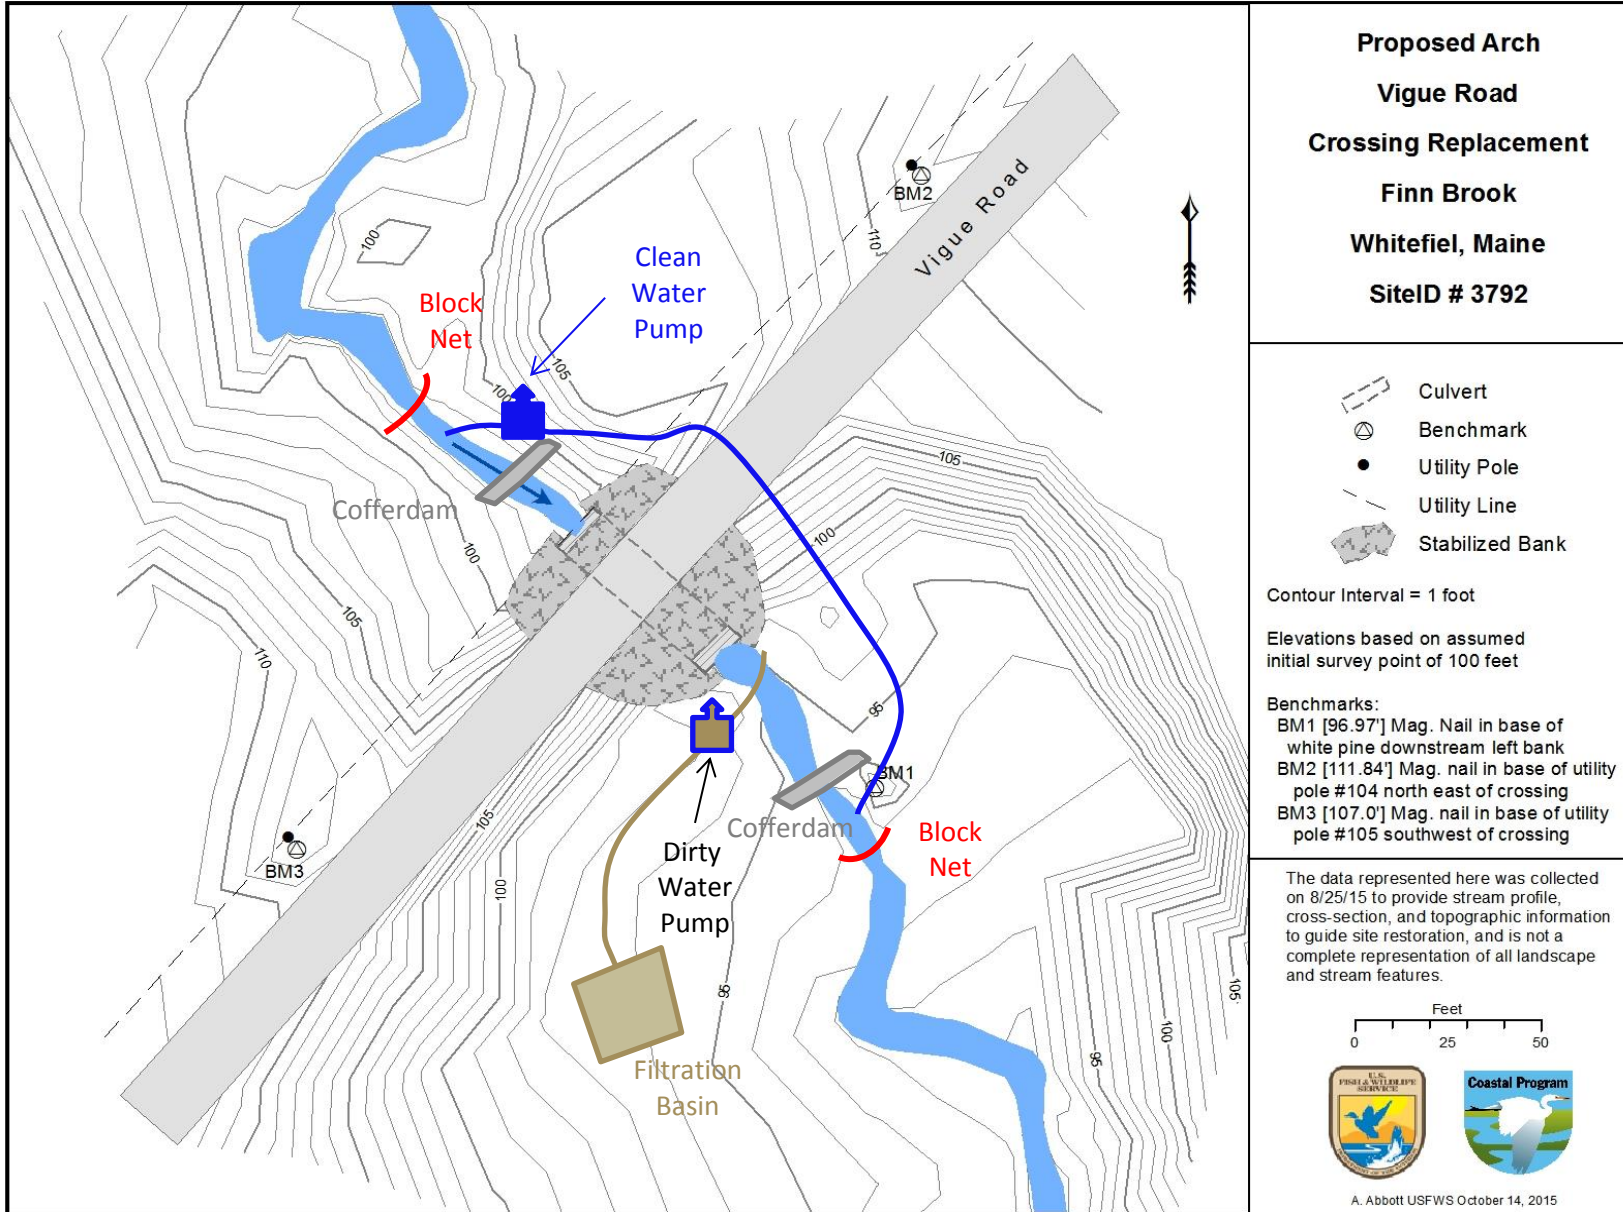 Proposed Arch
Vigue Road
Crossing Replacement
Finn Brook
Whitefiel, Maine
SiteID # 3792
Culvert
Benchmark
Utility Pole
Utility Line
Stabilized Bank
Contour Interval = 1 foot
Elevations based on assumed
initial survey point of 100 feet
Benchmarks:
BM1 [96.97'] Mag. Nail in base of
white pine downstream left bank
BM2 [111.84'] Mag. nail in base of utility
pole #104 north east of crossing
BM3 [107.0'] Mag. nail in base of utility
pole #105 southwest of crossing
The data represented here was collected
on 8/25/15 to provide stream profile,
cross-section, and topographic information
to guide site restoration, and is not a
complete representation of all landscape
and stream features.
Feet
0 25 50
U.S.
FISH & WILDLIFE
SERVICE
Coastal Program
A. Abbott USFWS October 14, 2015
BM2
Vigue Road
110
100
Clean
Water
Pump
Block
Net
105
100
Cofferdam
105
100
100
105
110
95
BM1
Cofferdam
Block
Net
Dirty
Water
Pump
105
BM3
100
95
105
100
95
Filtration
Basin